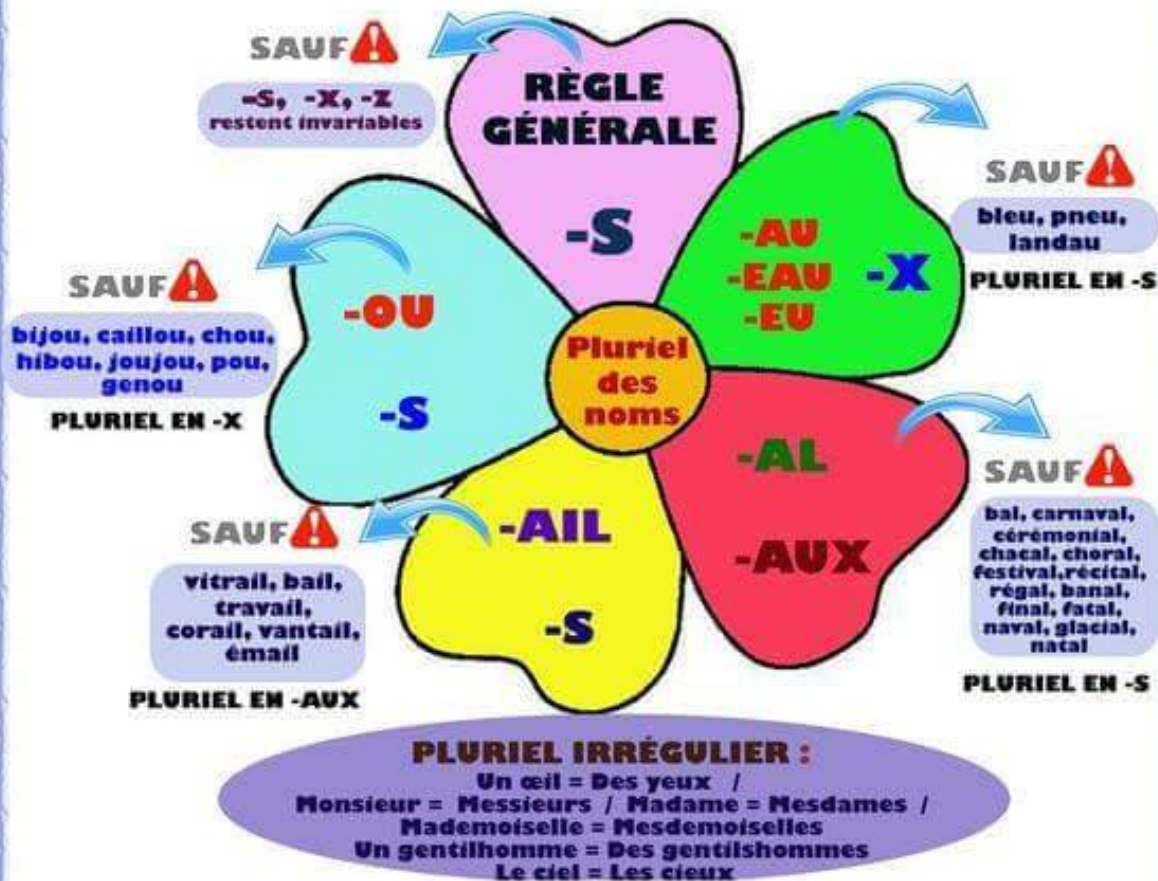 RÈGLE
GÉNÉRALE
-S
SAUF
-S, -X, -Z
restent invariables
-AU
-EAU
-EU
-X
SAUF
bleu, pneu,
landau
PLURIEL EN -S
-AL
-AUX
SAUF
bal, carnaval,
cérémonial,
chacal, choral,
festival,récital,
régal, banal,
final, fatal,
naval, glacial,
natal
PLURIEL EN -S
-AIL
-S
SAUF
vitrail, bail,
travail,
corail, vantail,
émail
PLURIEL EN -AUX
-OU
-S
SAUF
bijou, caillou, chou,
hibou, joujou, pou,
genou
PLURIEL EN -X
Pluriel
des
noms
PLURIEL IRRÉGULIER :
Un œil = Des yeux /
Monsieur = Messieurs / Madame = Mesdames /
Mademoiselle = Mesdemoiselles
Un gentilhomme = Des gentilshommes
Le ciel = Les cieux